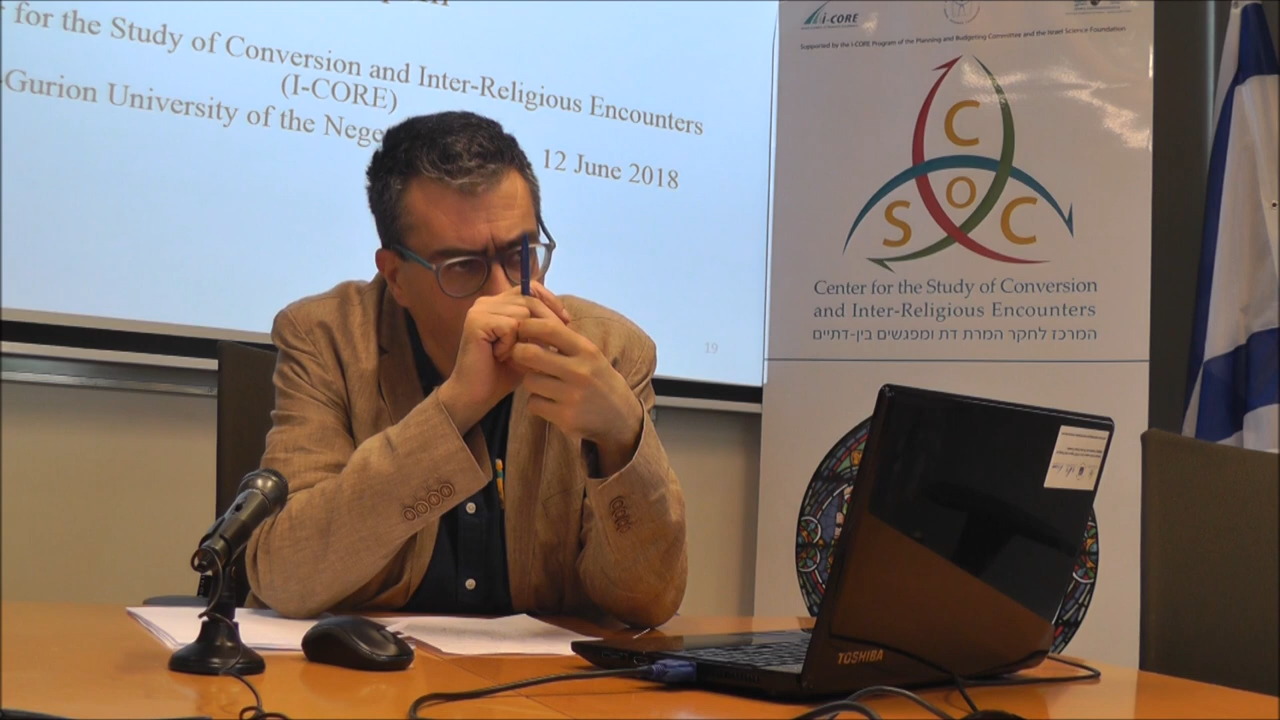 for the Study of Conversion and Inter-Religious Encounters
(I-CORE)
-Gurion University of the Nege
12 June 2018
19
i-CORE
Supported by the I-CORE Program of the Planning and Budgeting Committee and the Israel Science Foundation
C
S O C
Center for the Study of Conversion
and Inter-Religious Encounters
המרכז לחקר המרת דת ומפגשים בין-דתיים
TOSHIBA